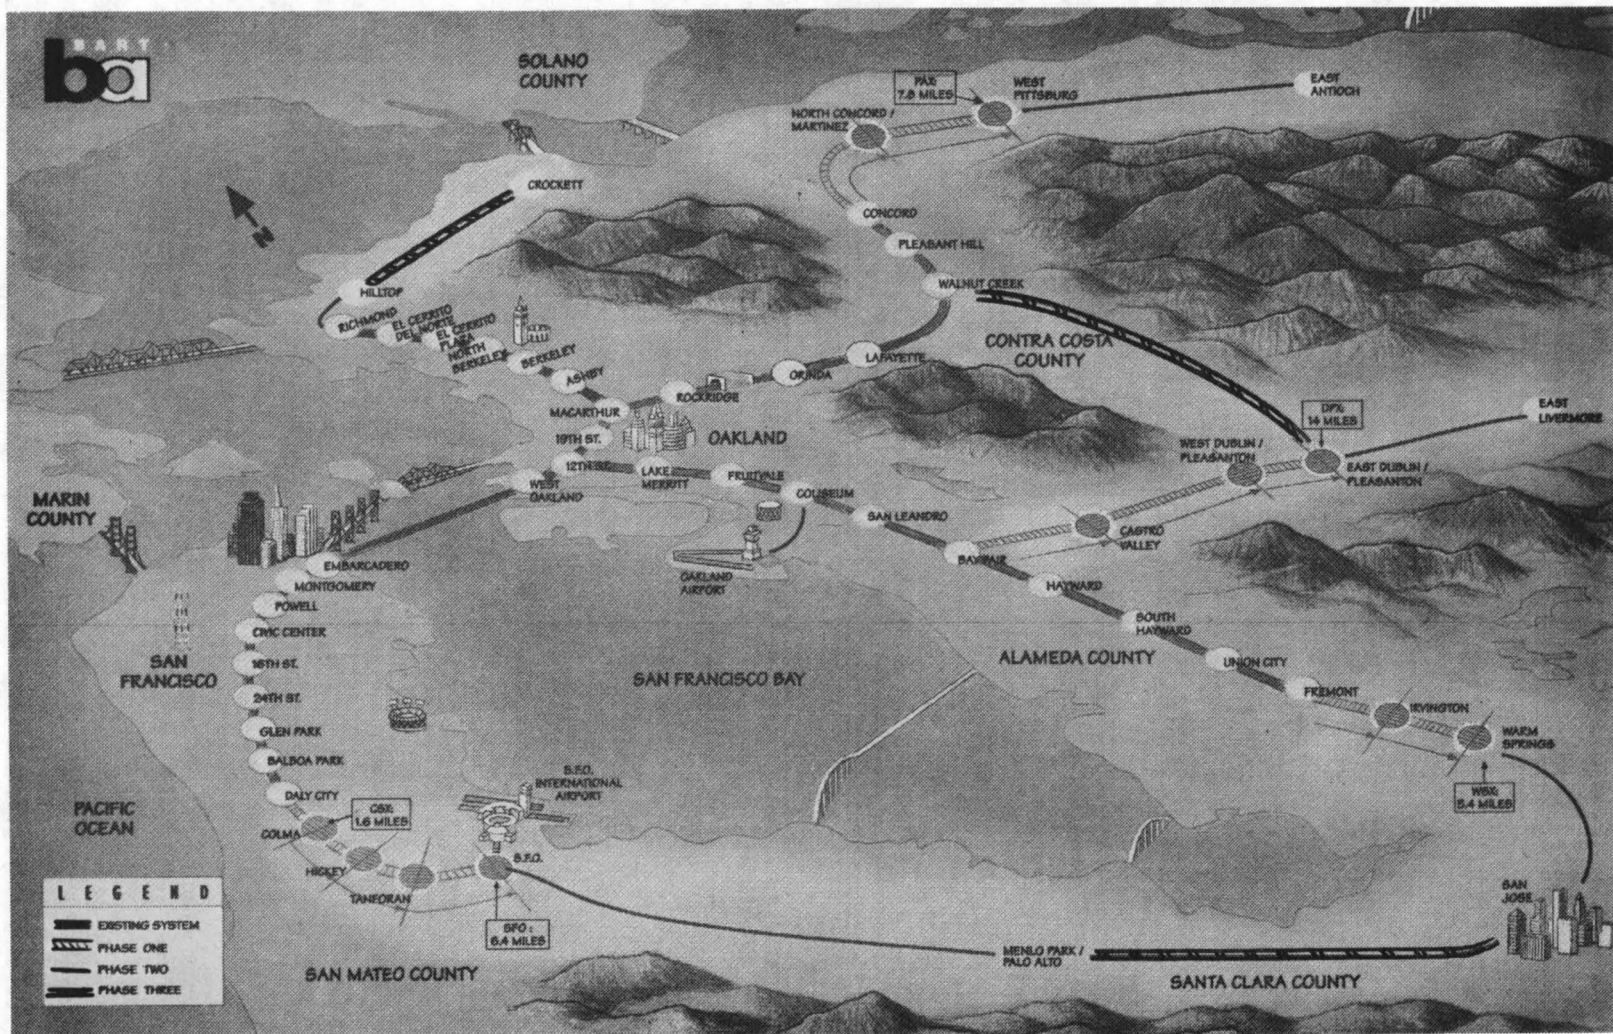 BART
ba
SOLANO
COUNTY
PAX:
7.8 MILES
WEST
PITTSBURG
EAST
ANTIOCH
NORTH CONCORD /
MARTINEZ
CROCKETT
N
CONCORD
PLEASANT HILL
WALNUT CREEK
HILLTOP
RICHMOND
EL CERRITO
DEL NORTE
EL CERRITO
PLAZA
NORTH
BERKELEY
BERKELEY
ASHBY
MACARTHUR
ROCKRIDGE
ORINDA
LAFAYETTE
CONTRA COSTA
COUNTY
19TH ST.
OAKLAND
12TH ST.
LAKE
MERRITT
FRUITVALE
WEST
OAKLAND
COLISEUM
SAN LEANDRO
WEST DUBLIN /
PLEASANTON
DPX:
14 MILES
EAST
LIVERMORE
EAST DUBLIN /
PLEASANTON
CASTRO
VALLEY
MARIN
COUNTY
OAKLAND
AIRPORT
BAYFAIR
HAYWARD
SOUTH
HAYWARD
UNION CITY
FREMONT
IRVINGTON
WARM
SPRINGS
WSX:
5.4 MILES
ALAMEDA COUNTY
SAN FRANCISCO BAY
EMBARCADERO
MONTGOMERY
POWELL
CIVIC CENTER
16TH ST.
24TH ST.
GLEN PARK
BALBOA PARK
DALY CITY
SAN
FRANCISCO
PACIFIC
OCEAN
CSX:
1.6 MILES
COLMA
HICKEY
TANFORAN
S.F.O.
INTERNATIONAL
AIRPORT
S.F.O.
SFO:
6.4 MILES
SAN
JOSE
MENLO PARK /
PALO ALTO
SANTA CLARA COUNTY
SAN MATEO COUNTY
LEGEND
EXISTING SYSTEM
PHASE ONE
PHASE TWO
PHASE THREE